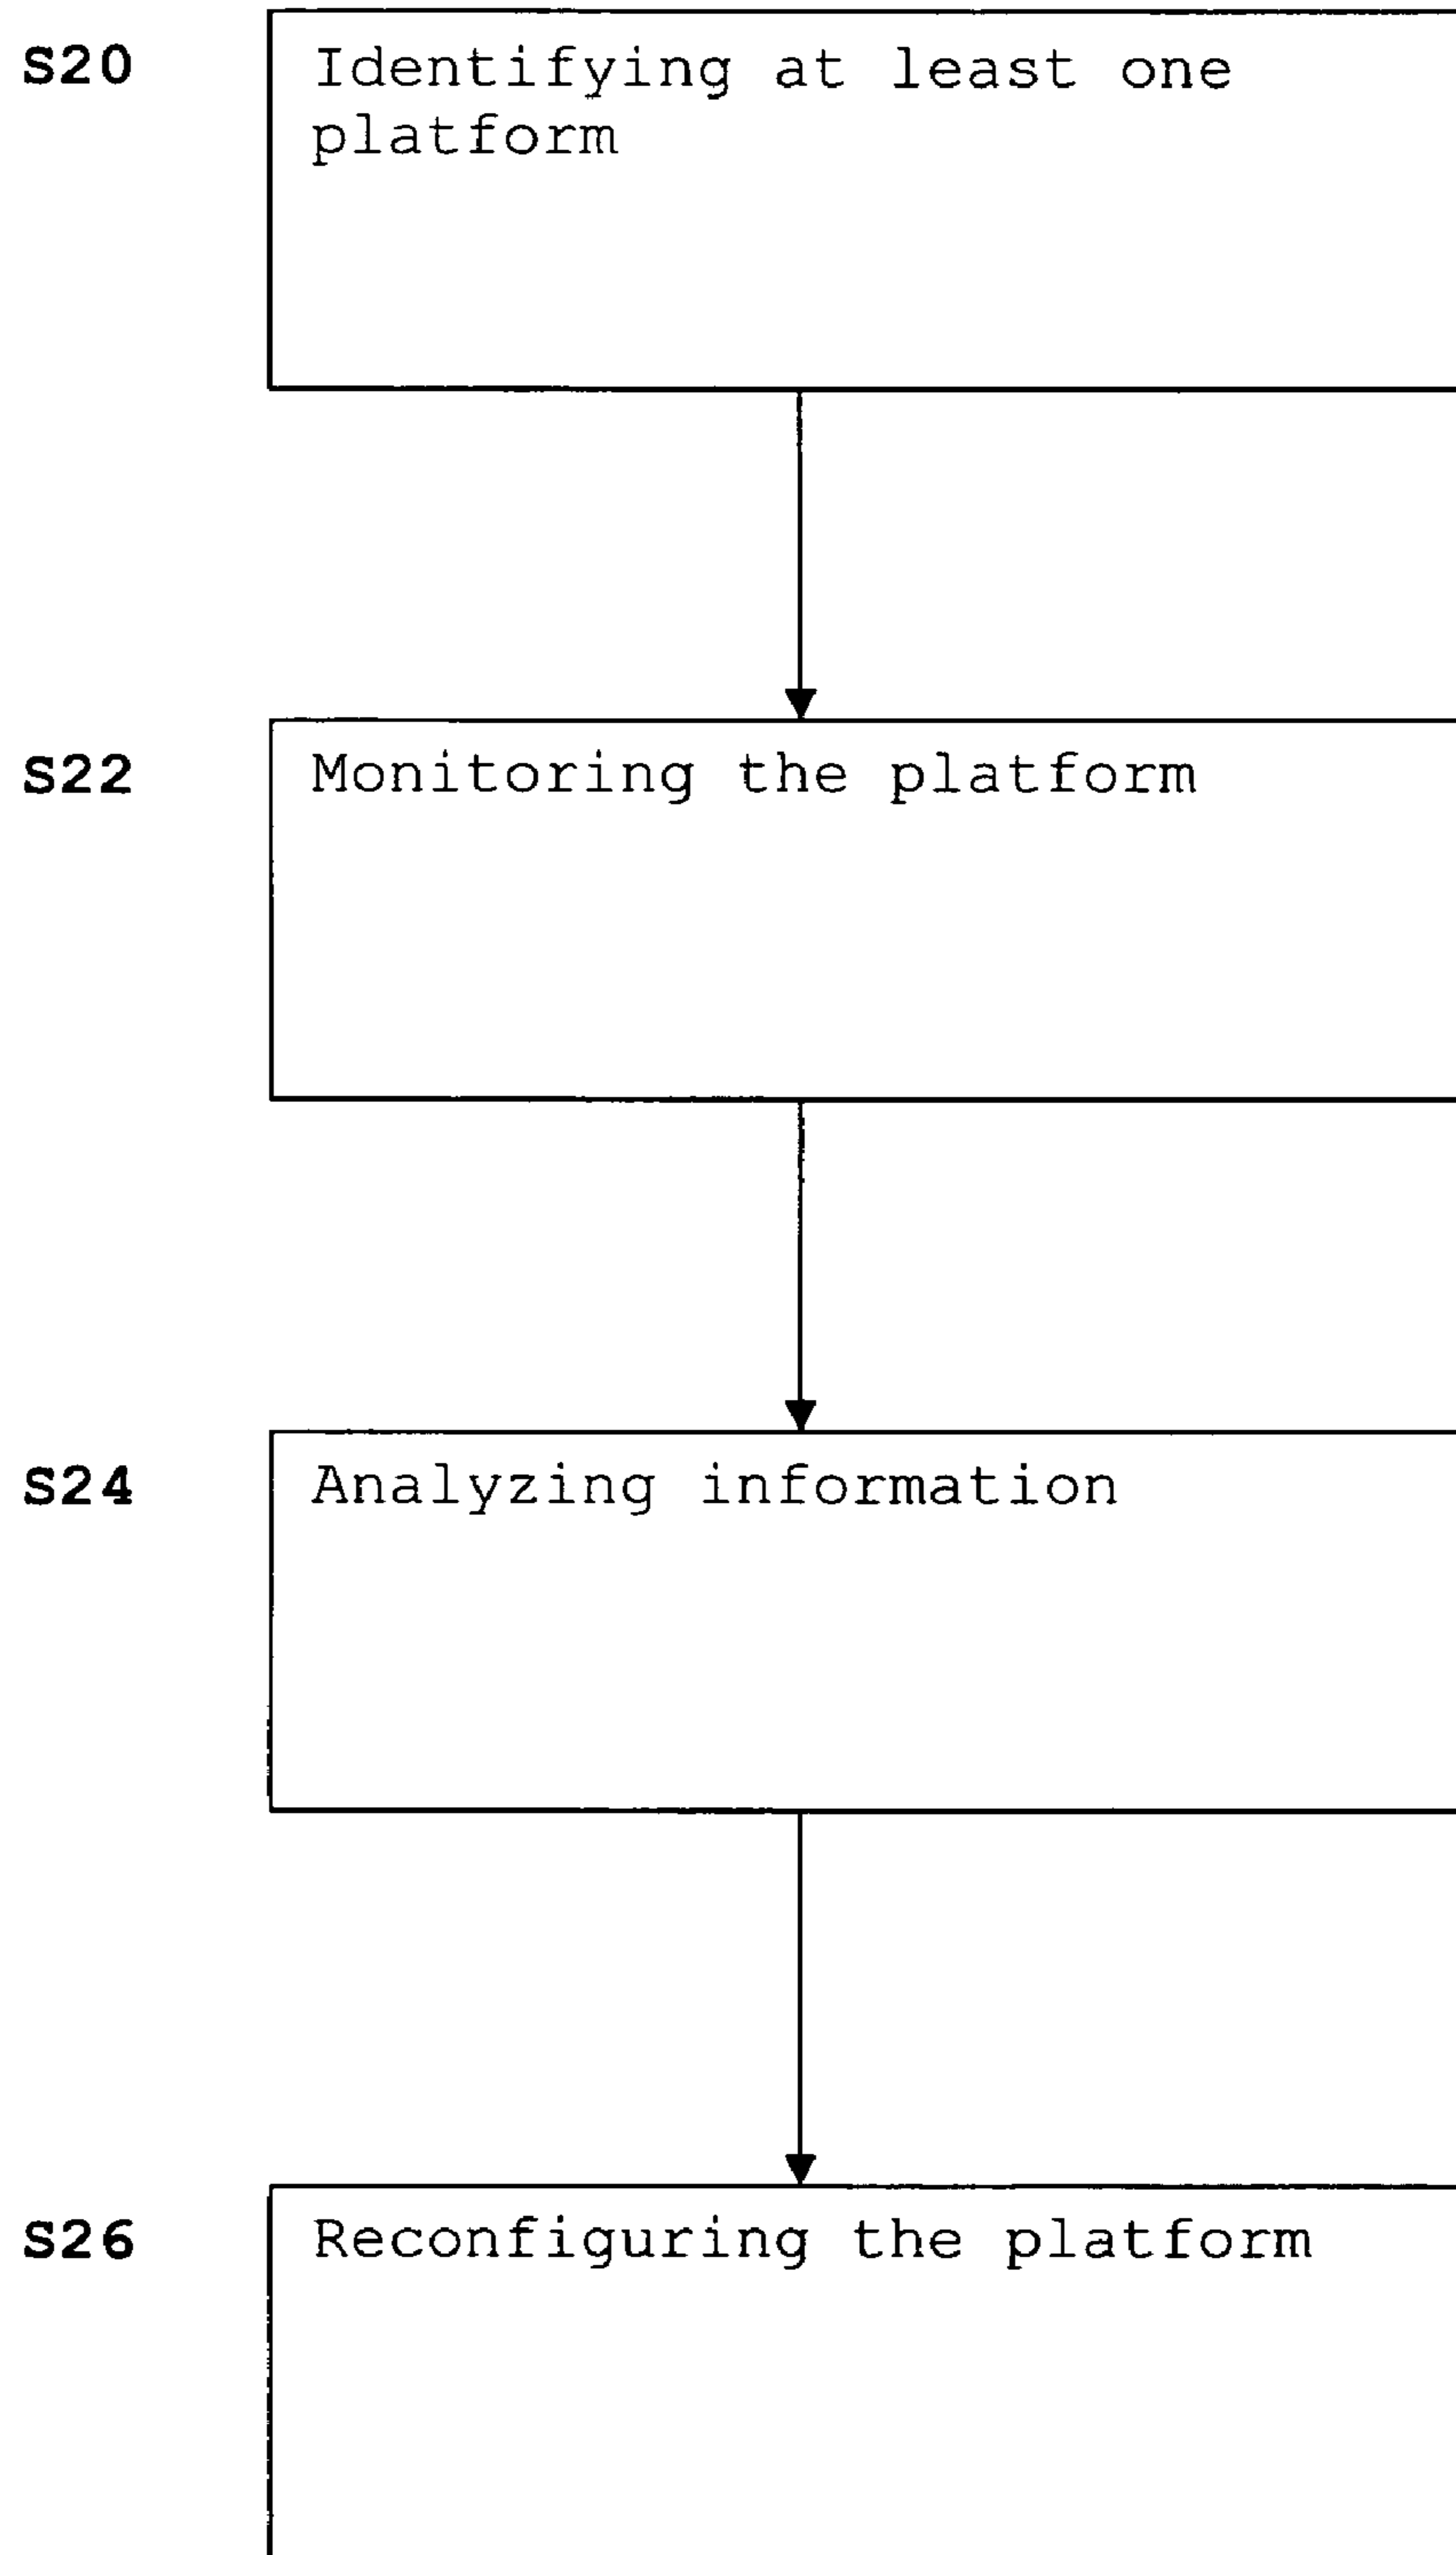 S20 Identifying at least one
platform
S22 Monitoring the platform
S24 Analyzing information
S26 Reconfiguring the platform